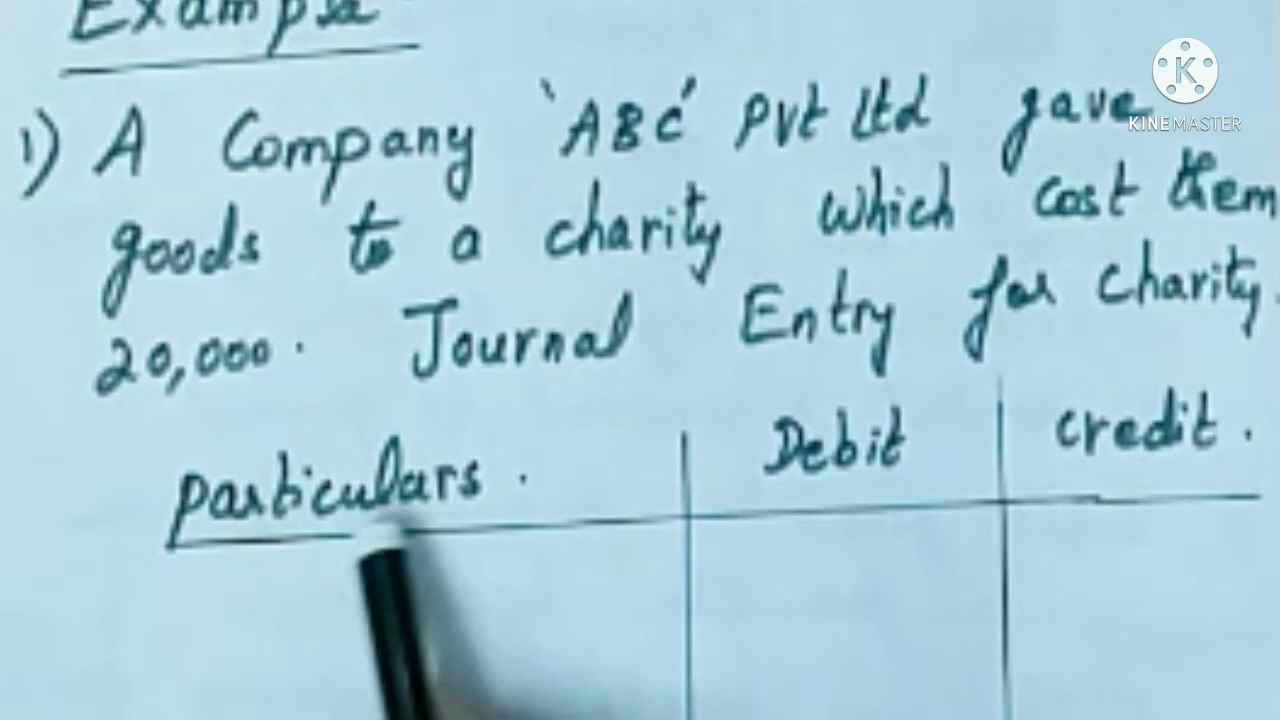 Example
1) A Company 'ABC' Pvt Ltd gave
goods to a charity which cost them
20,000. Journal Entry for charity.
Particulars. Debit credit.
KINEMASTER